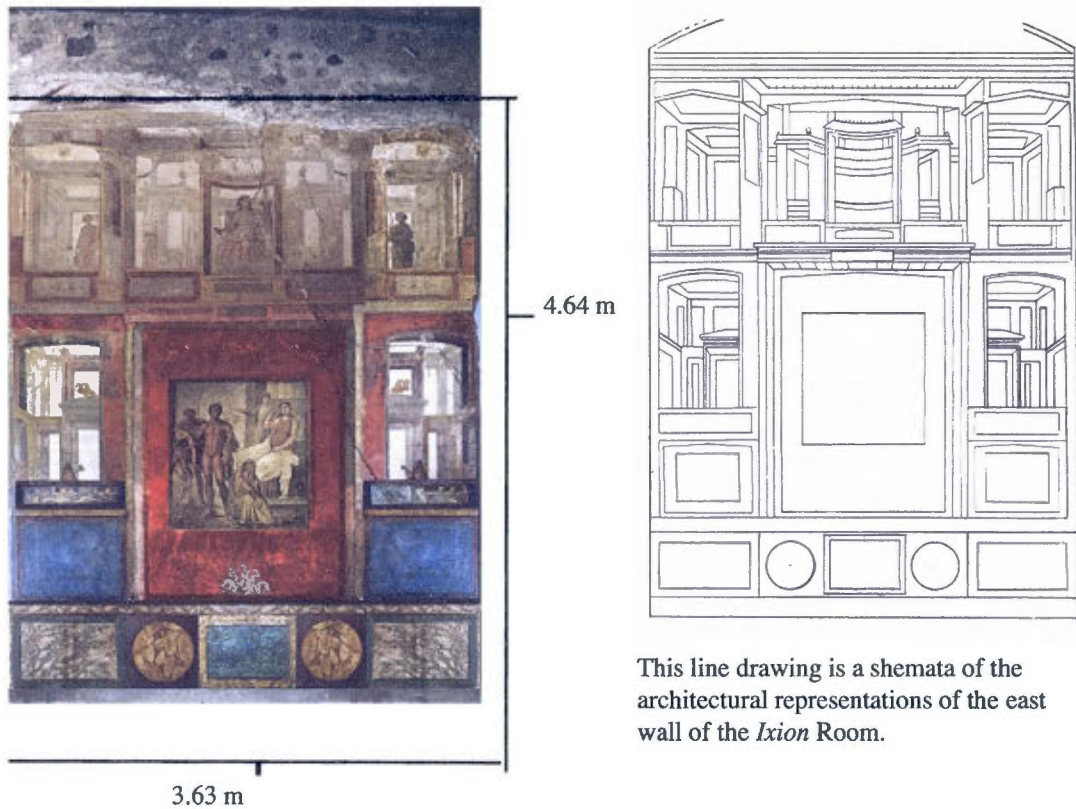 4.64 m
3.63 m
This line drawing is a shemata of the
architectural representations of the east
wall of the Ixion Room.